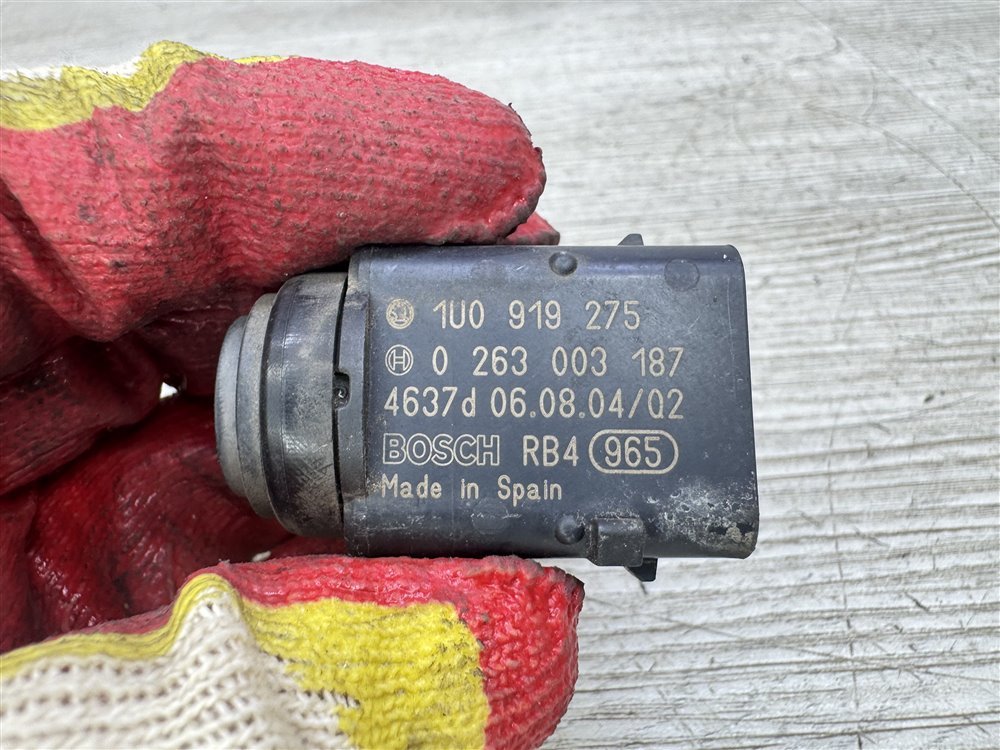 1U0 919 275
0 263 003 187
4637d 06.08.04/02
BOSCH RB4 965
Made in Spain